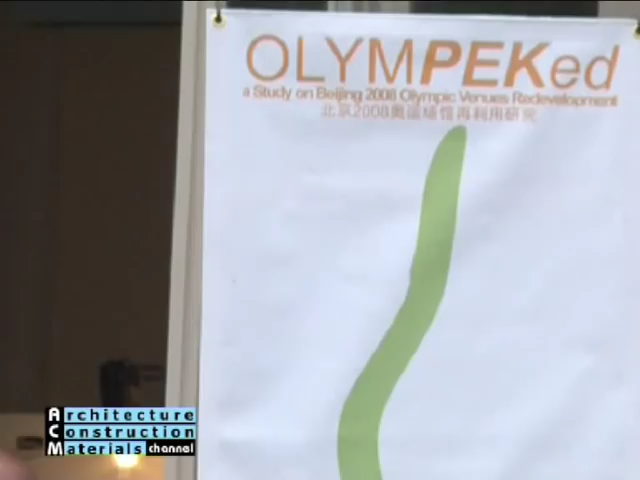 OLYMPEKed
a Study on Beijing 2008 Olympic Venues Redevelopment
北京2008奥运场馆再利用研究
Architecture
Construction
Materials channel